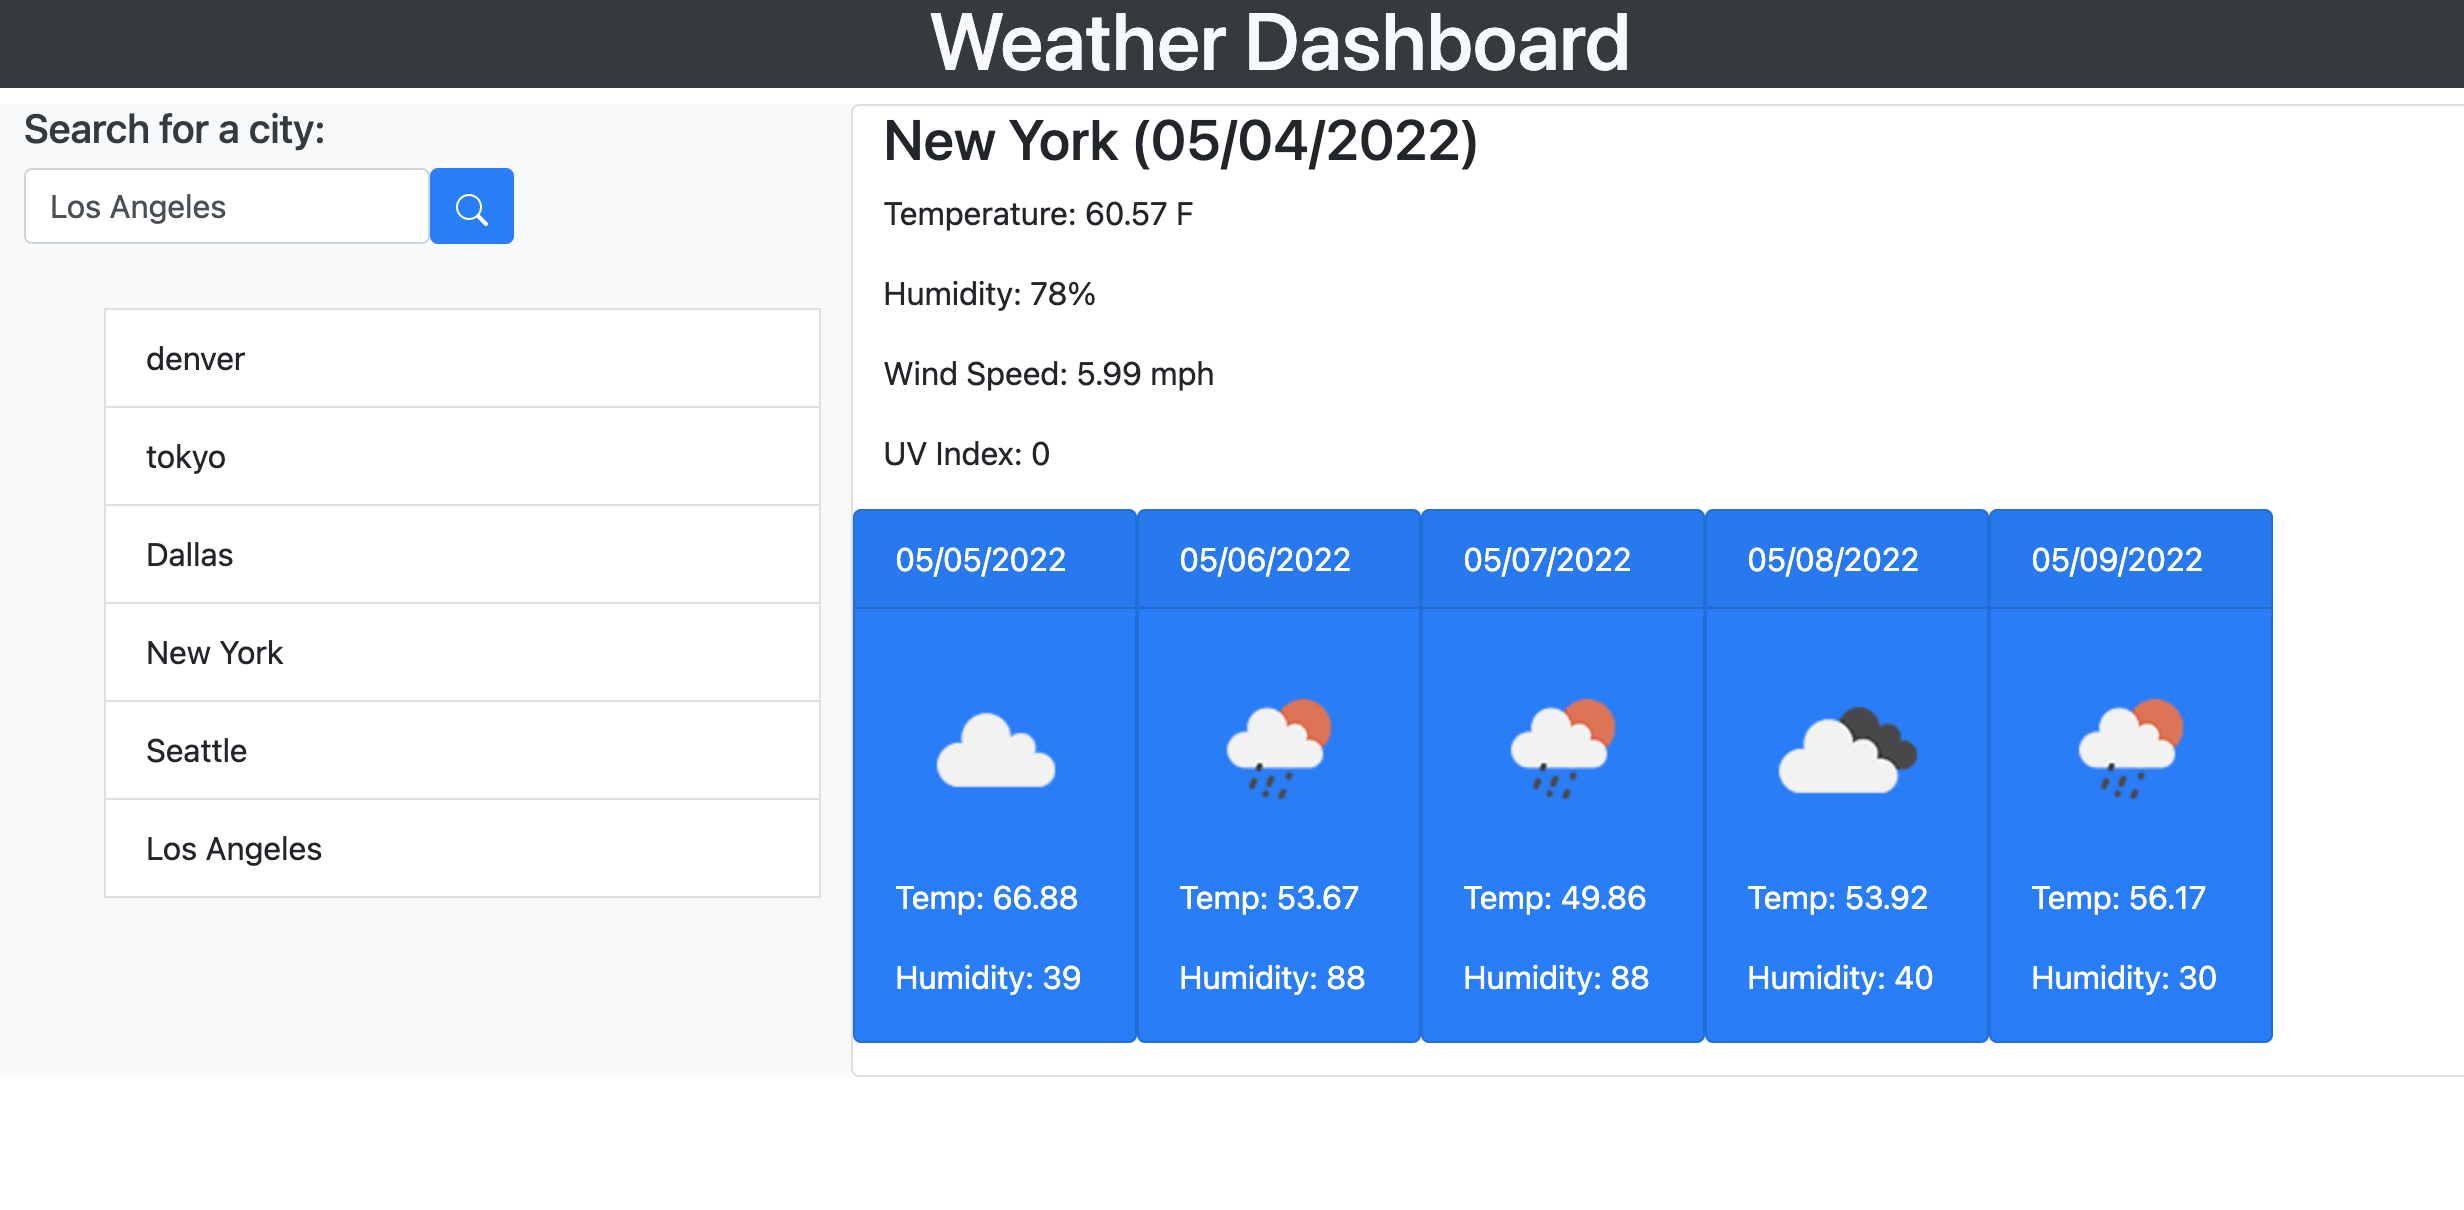 Weather Dashboard
Search for a city:
Los Angeles
denver
tokyo
Dallas
New York
Seattle
Los Angeles
New York (05/04/2022)
Temperature: 60.57 F
Humidity: 78%
Wind Speed: 5.99 mph
UV Index: 0
05/05/2022
Temp: 66.88
Humidity: 39
05/06/2022
Temp: 53.67
Humidity: 88
05/07/2022
Temp: 49.86
Humidity: 88
05/08/2022
Temp: 53.92
Humidity: 40
05/09/2022
Temp: 56.17
Humidity: 30